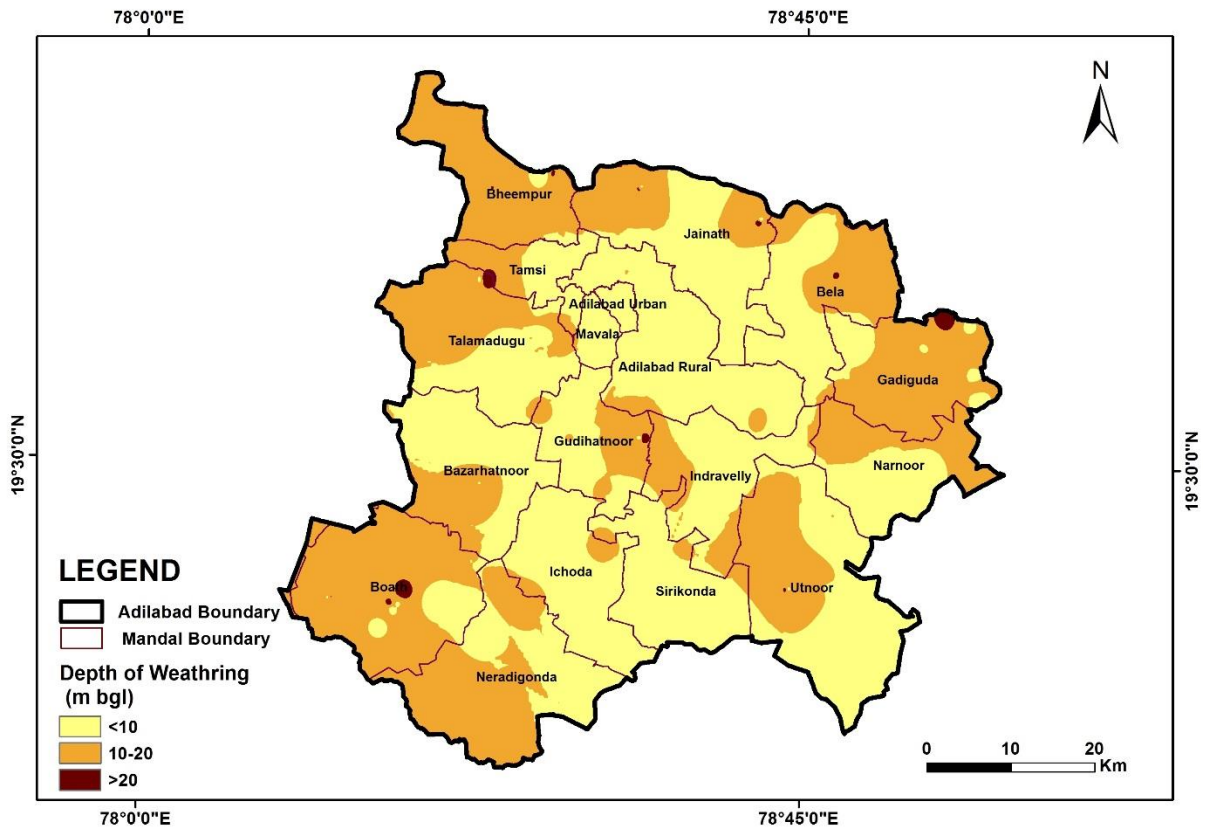 78°0'0"E
78°45'0"E
N
Bheempur
Jainath
Tamsi
Bela
Adilabad Urban
Mavala
Talamadugu
Adilabad Rural
Gadiguda
19°30'0"N
19°30'0"N
Gudihatnoor
Bazarhatnoor
Indravelly
Narnoor
Ichoda
Boath
Sirikonda
Utnoor
Neradigonda
LEGEND
Adilabad Boundary
Mandal Boundary
Depth of Weathring
(m bgl)
<10
10-20
>20
0 10 20
Km
78°0'0"E
78°45'0"E